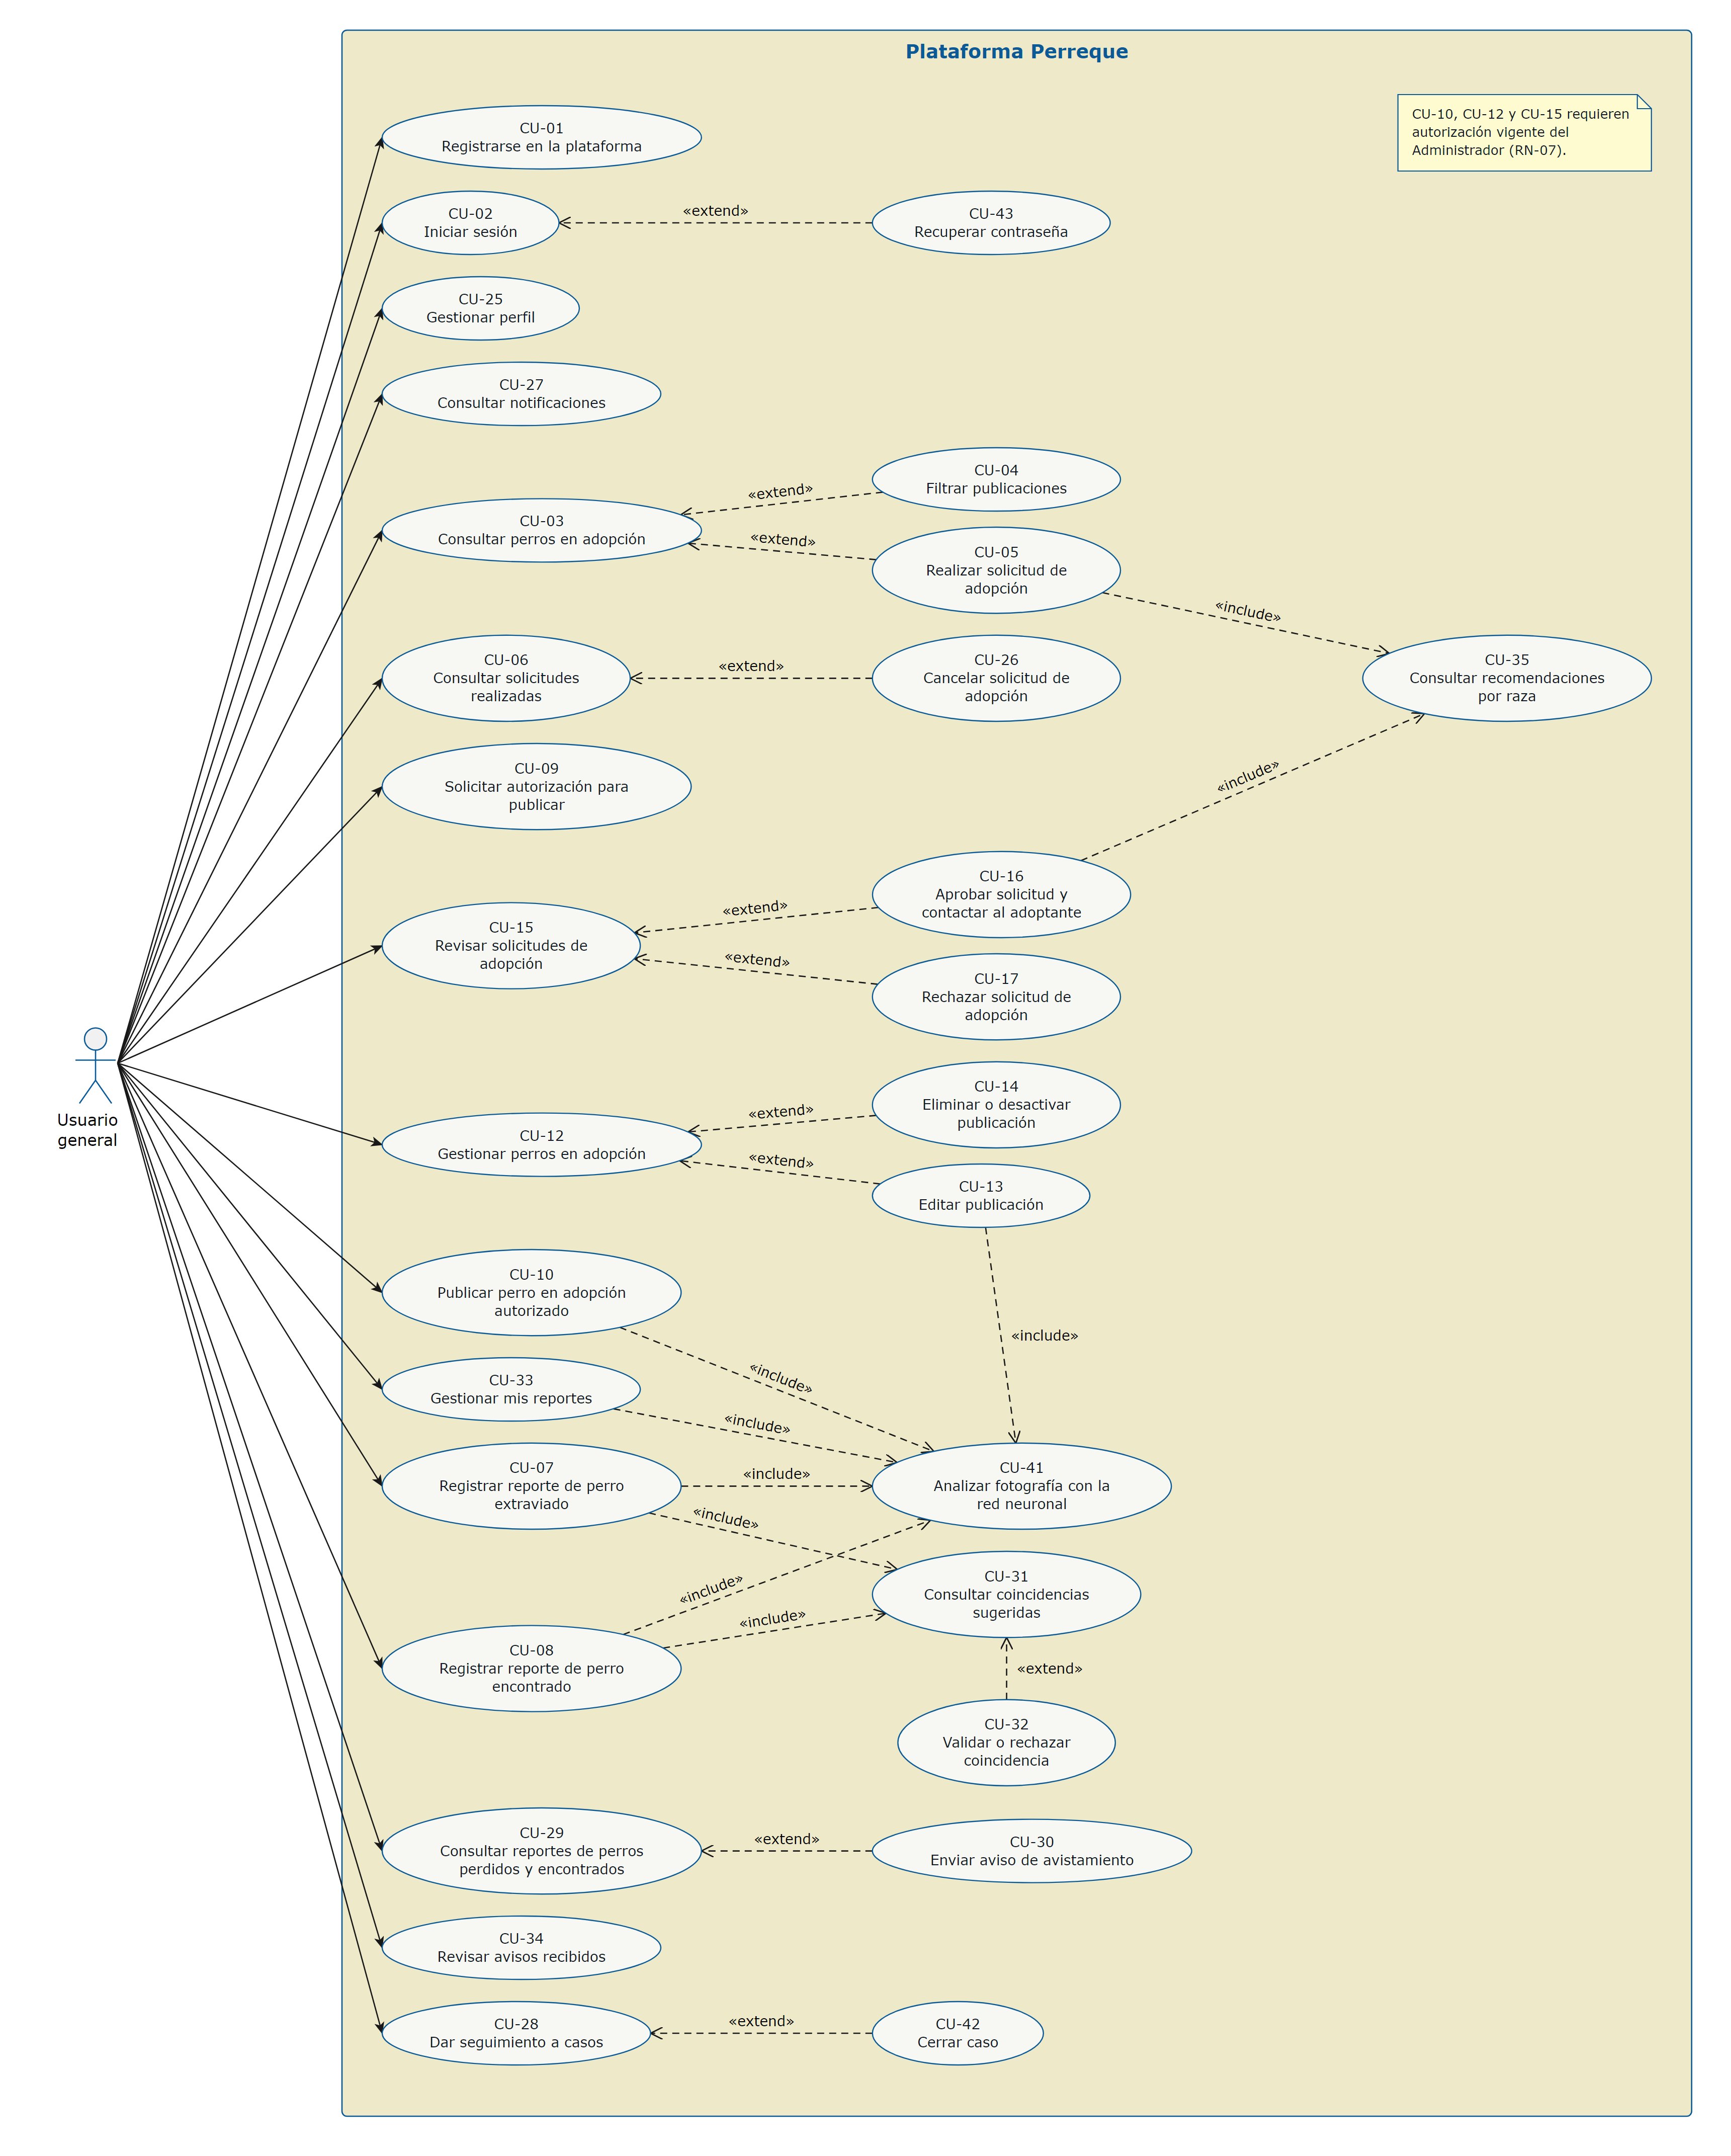 Plataforma Perreque
CU-10, CU-12 y CU-15 requieren
autorización vigente del
Administrador (RN-07).
CU-01
Registrarse en la plataforma
CU-02
Iniciar sesión
«extend»
CU-43
Recuperar contraseña
CU-25
Gestionar perfil
CU-27
Consultar notificaciones
CU-04
Filtrar publicaciones
«extend»
CU-03
Consultar perros en adopción
«extend»
CU-05
Realizar solicitud de
adopción
«include»
CU-06
Consultar solicitudes
realizadas
«extend»
CU-26
Cancelar solicitud de
adopción
CU-35
Consultar recomendaciones
por raza
«include»
CU-09
Solicitar autorización para
publicar
CU-16
Aprobar solicitud y
contactar al adoptante
«extend»
CU-15
Revisar solicitudes de
adopción
«extend»
CU-17
Rechazar solicitud de
adopción
Usuario
general
CU-14
Eliminar o desactivar
publicación
«extend»
CU-12
Gestionar perros en adopción
«extend»
CU-13
Editar publicación
CU-10
Publicar perro en adopción
autorizado
«include»
«include»
CU-33
Gestionar mis reportes
«include»
CU-07
Registrar reporte de perro
extraviado
«include»
CU-41
Analizar fotografía con la
red neuronal
«include»
«include»
CU-31
Consultar coincidencias
sugeridas
«include»
CU-08
Registrar reporte de perro
encontrado
«extend»
CU-32
Validar o rechazar
coincidencia
CU-29
Consultar reportes de perros
perdidos y encontrados
«extend»
CU-30
Enviar aviso de avistamiento
CU-34
Revisar avisos recibidos
CU-28
Dar seguimiento a casos
«extend»
CU-42
Cerrar caso